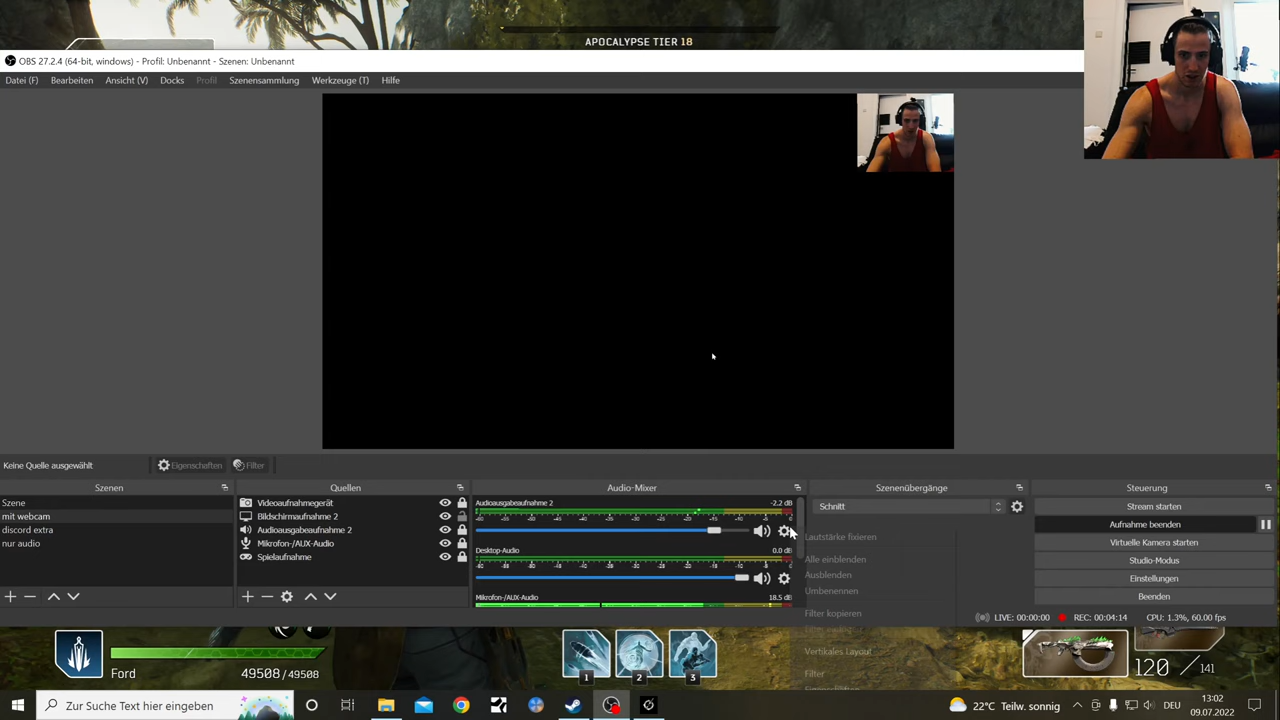 APOCALYPSE TIER 18
OBS 27.2.4 (64-bit, windows) - Profil: Unbenannt - Szenen: Unbenannt
Datei (F) Bearbeiten Ansicht (V) Docks Profil Szenensammlung Werkzeuge (T) Hilfe
Keine Quelle ausgewählt Eigenschaften Filter
Szenen Quellen Audio-Mixer Szenenübergänge Steuerung
Szene
mit webcam
discord extra
nur audio
Videoaufnahmegerät
Bildschirmaufnahme 2
Audioausgabeaufnahme 2
Mikrofon-/AUX-Audio
Spielaufnahme
Audioausgabeaufnahme 2 -2.2 dB
Desktop-Audio 0.0 dB
Mikrofon-/AUX-Audio 18.5 dB
Schnitt
Lautstärke fixieren
Alle einblenden
Ausblenden
Umbenennen
Filter kopieren
Vertikales Layout
Filter
Stream starten
Aufnahme beenden
Virtuelle Kamera starten
Studio-Modus
Einstellungen
Beenden
LIVE: 00:00:00 REC: 00:04:14 CPU: 1.3%, 60.00 fps
Ford 49508/49508
1 2 3
120 141
Zur Suche Text hier eingeben
22°C Teilw. sonnig DEU
13:02
09.07.2022